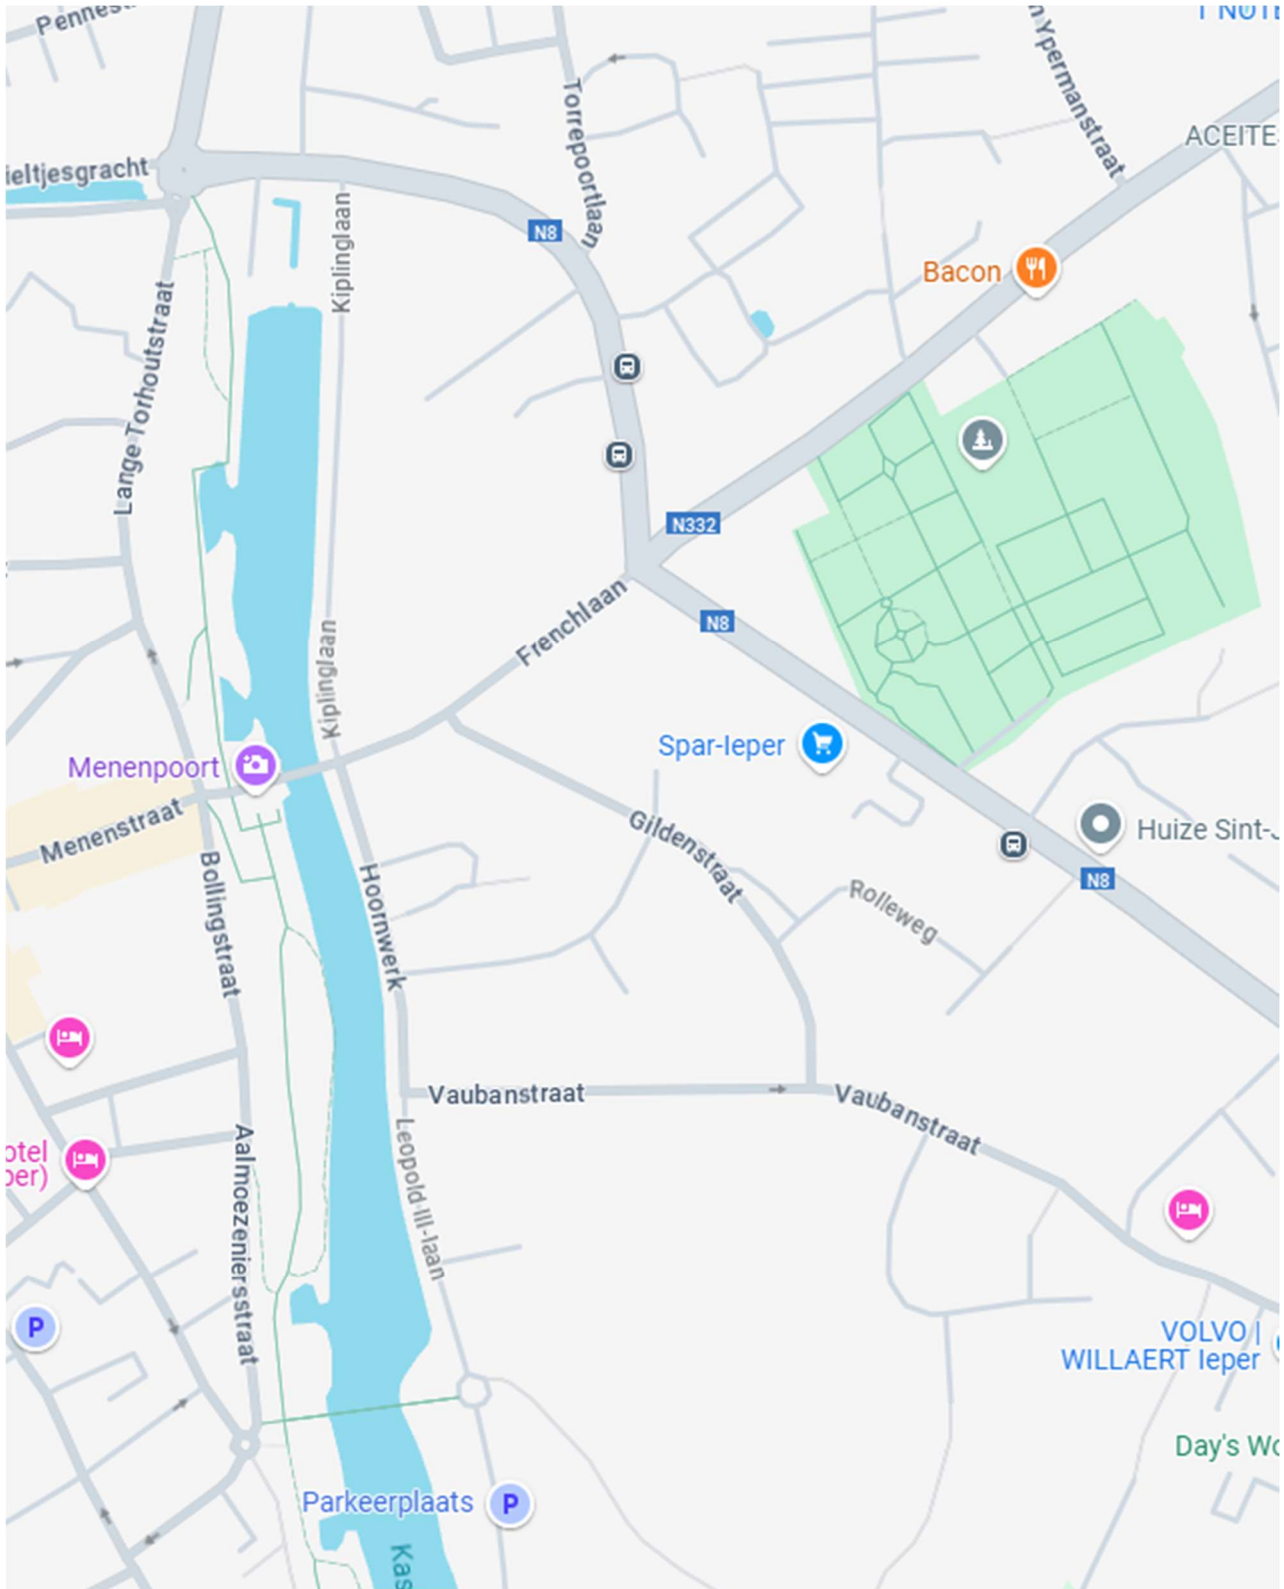 Pennest
n Ypermanstraat
ACEITE
ieltjesgracht
Torrepoortlaan
Kiplinglaan
N8
Bacon
Lange Torhoutstraat
N332
Frenchlaan
N8
Kiplinglaan
Spar-Ieper
Menenpoort
Menenstraat
Gildenstraat
Huize Sint-J
N8
Rolleweg
Bollingstraat
Hoornwerk
Vaubanstraat
Vaubanstraat
otel
per)
Aalmoezeniersstraat
Leopold-III-laan
P
VOLVO |
WILLAERT Ieper
Day's Wo
Parkeerplaats
P
Kas